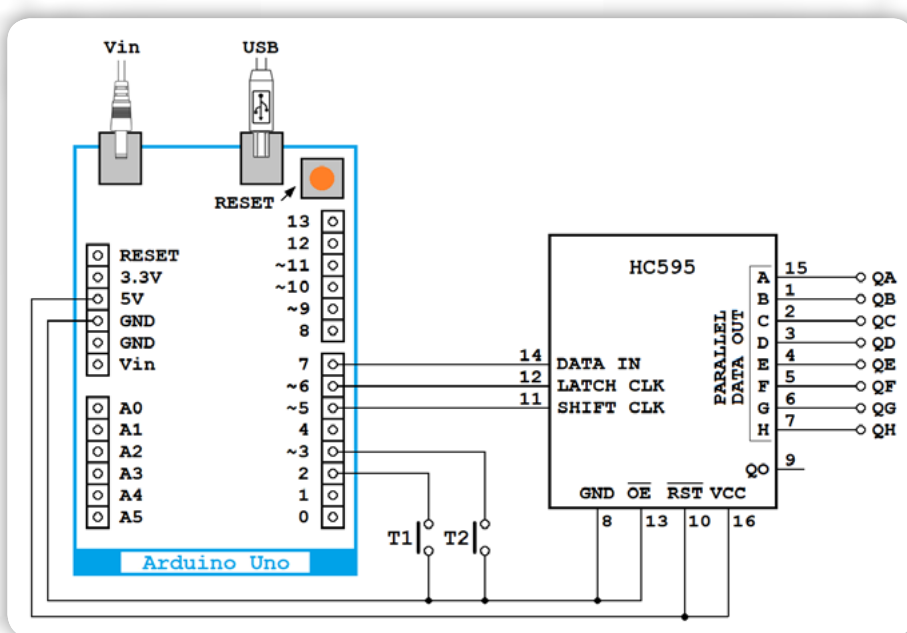 Vin USB
RESET
13
12
~11
~10
~9
8
RESET
3.3V
5V
GND
GND
Vin
7
~6
~5
4
~3
2
1
0
A0
A1
A2
A3
A4
A5
T1 T2
Arduino Uno
HC595
14 DATA IN
12 LATCH CLK
11 SHIFT CLK
PARALLEL
DATA OUT
A 15 QA
B 1 QB
C 2 QC
D 3 QD
E 4 QE
F 5 QF
G 6 QG
H 7 QH
QO 9
GND OE RST VCC
8 13 10 16